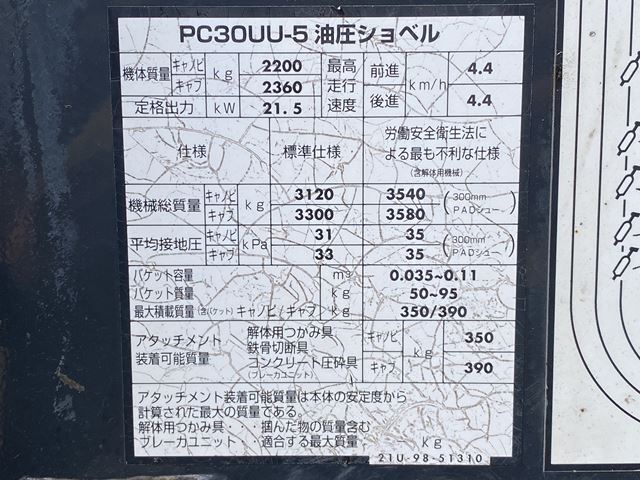 PC30UU-5 油圧ショベル
機体質量 キャノピ kg 2200 最高走行速度 前進 km/h 4.4
キャブ 2360
定格出力 kW 21.5 後進 4.4
仕様 標準仕様 労働安全衛生法に
よる最も不利な仕様
(含解体用機械)
機械総質量 キャノピ kg 3120 3540 (300mm
キャブ 3300 3580 PADシュー)
平均接地圧 キャノピ kPa 31 35 (300mm
キャブ 33 35 PADシュー)
バケット容量 m³ 0.035~0.11
バケット質量 kg 50~95
最大積載質量 (含バケット) キャノピ / キャブ kg 350/390
アタッチメント 解体用つかみ具 キャノピ kg 350
装着可能質量 鉄骨切断具
コンクリート圧砕具 キャブ 390
(ブレーカユニット)
アタッチメント装着可能質量は本体の安定度から
計算された最大の質量である。
解体用つかみ具・・・掴んだ物の質量含む
ブレーカユニット・・適合する最大質量 — kg
21U-98-51310